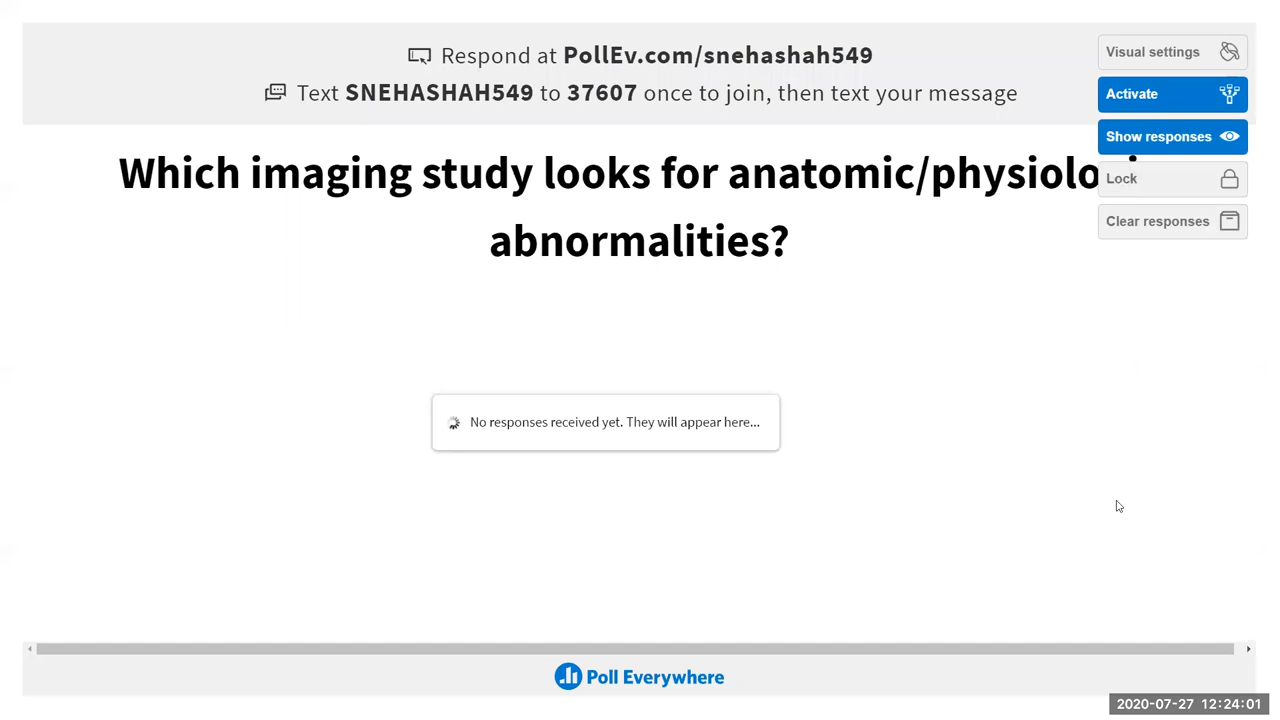 Respond at PollEv.com/snehashah549
Text SNEHASHAH549 to 37607 once to join, then text your message
Visual settings
Activate
Show responses
Lock
Clear responses
Which imaging study looks for
abnormalities?
No responses received yet. They will appear here...
Poll Everywhere
2020-07-27 12:24:01